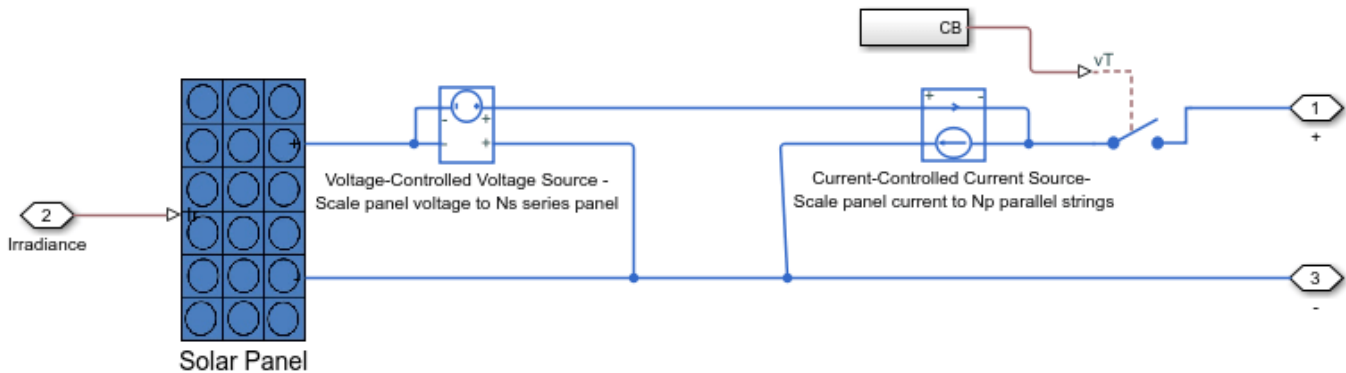 CB
vT
+
-
+
-
+
-
+
1
+
Voltage-Controlled Voltage Source -
Scale panel voltage to Ns series panel
Current-Controlled Current Source-
Scale panel current to Np parallel strings
2
Ir
Irradiance
-
3
-
Solar Panel